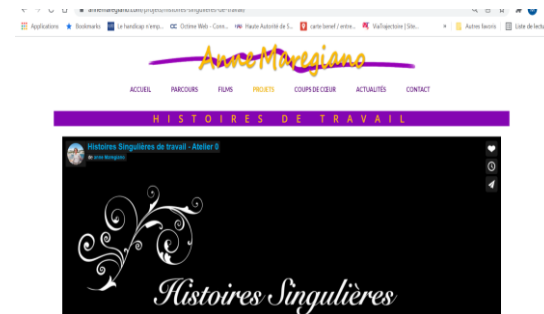 annemaregiano.com/projects/histoires-singulieres-de-travail
Applications Bookmarks Le handicap n'emp... Octime Web - Conn... Haute Autorité de S... carte benef / entre... ViaTrajectoire | Site... » Autres favoris Liste de lectu
Anne Maregiano
ACCUEIL PARCOURS FILMS PROJETS COUPS DE CŒUR ACTUALITÉS CONTACT
HISTOIRES DE TRAVAIL
Histoires Singulières de travail - Atelier 0
de Anne Maregiano
Histoires Singulières